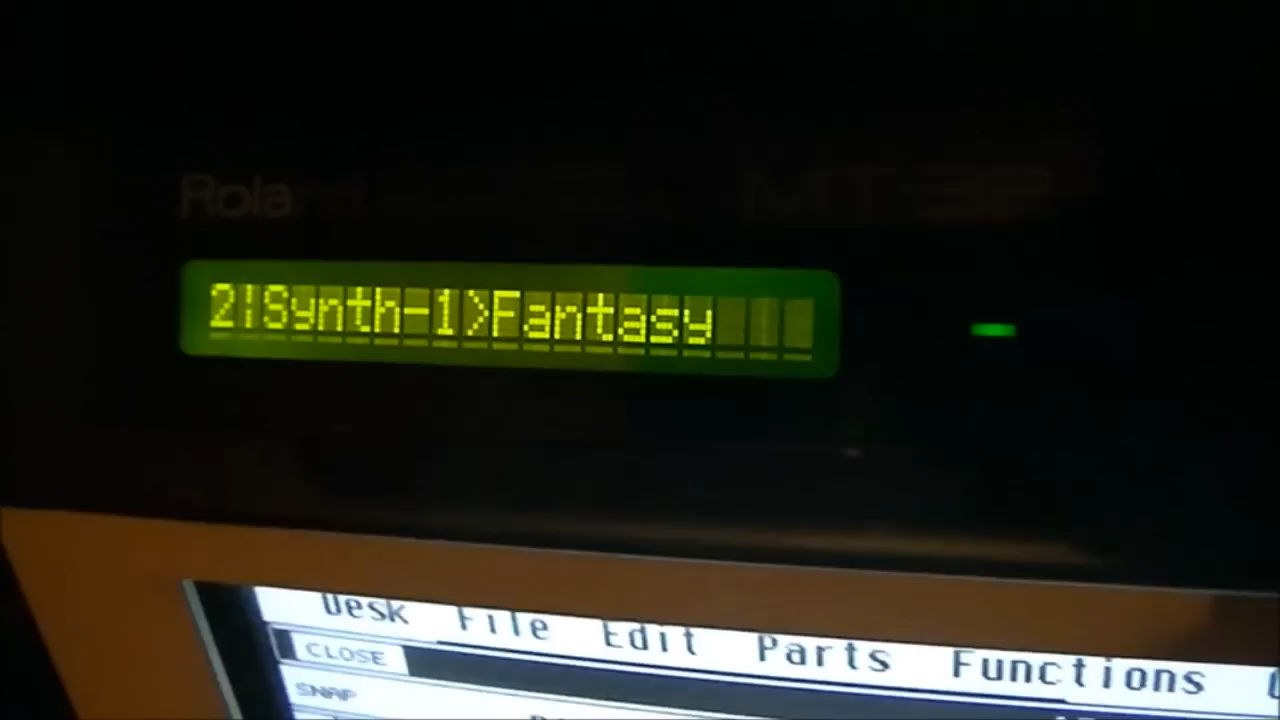 Roland MT-32
2|Synth-1>Fantasy
Desk File Edit Parts Functions
CLOSE
SNAP